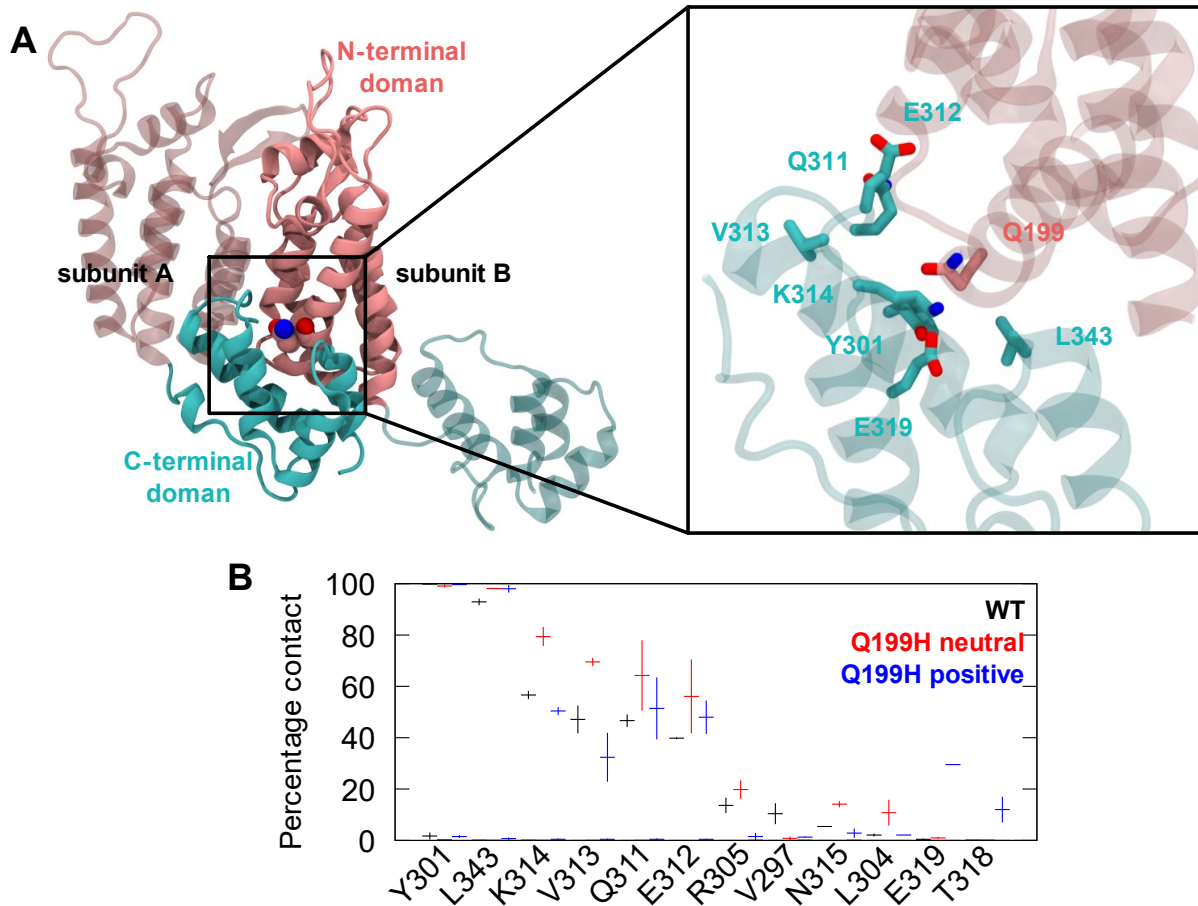 A
N-terminal
doman
subunit A
subunit B
C-terminal
doman
E312
Q311
V313
Q199
K314
Y301
L343
E319
B
Percentage contact
100
80
60
40
20
0
WT
Q199H neutral
Q199H positive
Y301
L343
K314
V313
Q311
E312
R305
V297
N315
L304
E319
T318